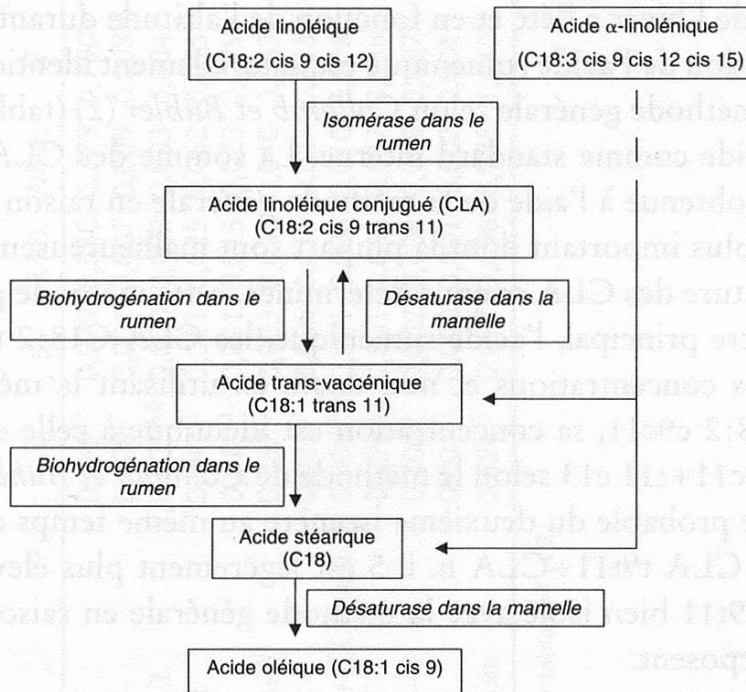 Acide linoléique
(C18:2 cis 9 cis 12)
Acide α-linolénique
(C18:3 cis 9 cis 12 cis 15)
Isomérase dans le
rumen
Acide linoléique conjugué (CLA)
(C18:2 cis 9 trans 11)
Biohydrogénation dans le
rumen
Désaturase dans la
mamelle
Acide trans-vaccénique
(C18:1 trans 11)
Biohydrogénation dans le
rumen
Acide stéarique
(C18)
Désaturase dans la mamelle
Acide oléique (C18:1 cis 9)